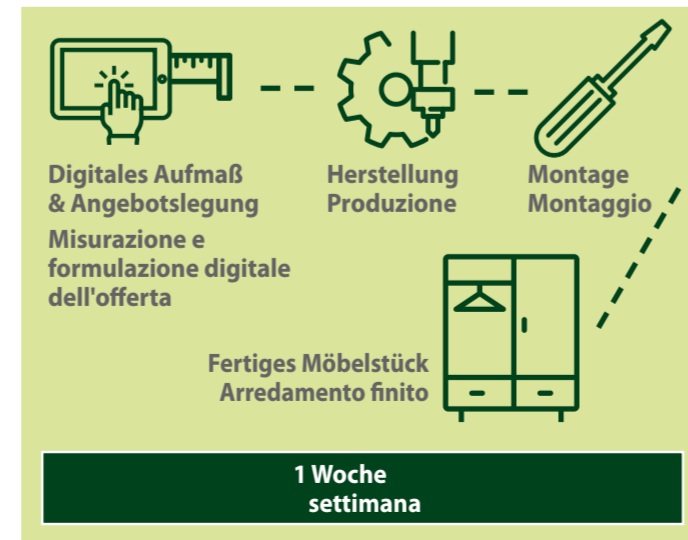 Digitales Aufmaß
& Angebotslegung
Misurazione e
formulazione digitale
dell'offerta
Herstellung
Produzione
Montage
Montaggio
Fertiges Möbelstück
Arredamento finito
1 Woche
settimana